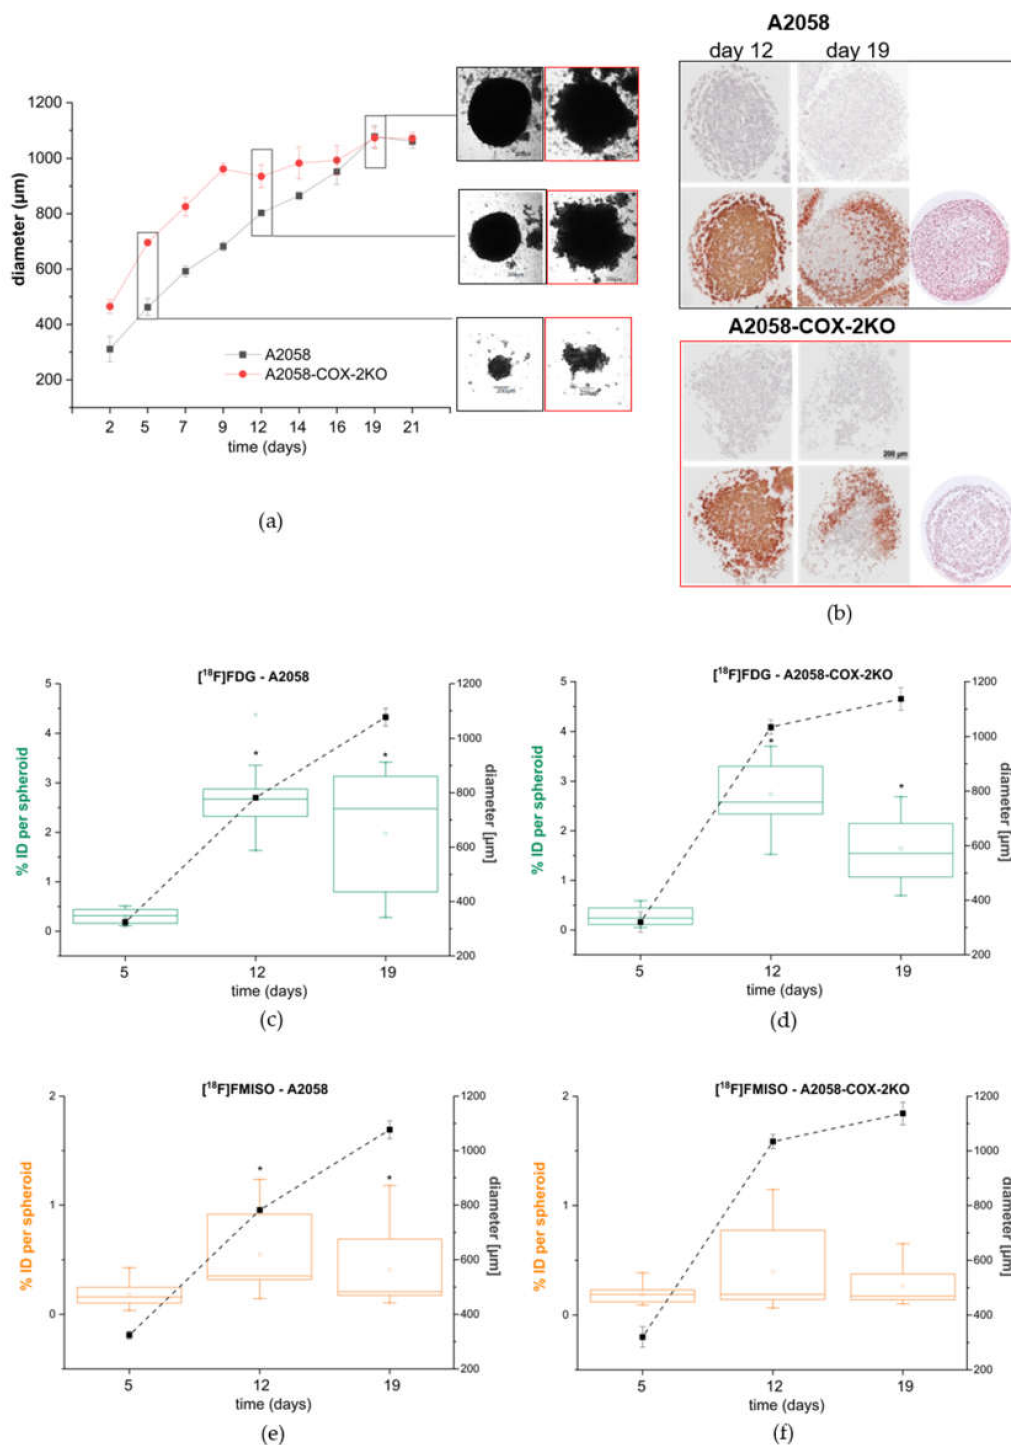 A2058
day 12
day 19
1200
1000
800
600
400
200
diameter (µm)
A2058
A2058-COX-2KO
2
5
7
9
12
14
16
19
21
time (days)
(a)
A2058-COX-2KO
200 µm
(b)
[18F]FDG - A2058
5
4
3
2
1
0
% ID per spheroid
1200
1000
800
600
400
200
diameter [µm]
*
*
5
12
19
time (days)
(c)
[18F]FDG - A2058-COX-2KO
5
4
3
2
1
0
% ID per spheroid
1200
1000
800
600
400
200
diameter [µm]
*
*
5
12
19
time (days)
(d)
[18F]FMISO - A2058
2
1
0
% ID per spheroid
1200
1000
800
600
400
200
diameter [µm]
*
*
5
12
19
time (days)
(e)
[18F]FMISO - A2058-COX-2KO
2
1
0
% ID per spheroid
1200
1000
800
600
400
200
diameter [µm]
5
12
19
time (days)
(f)